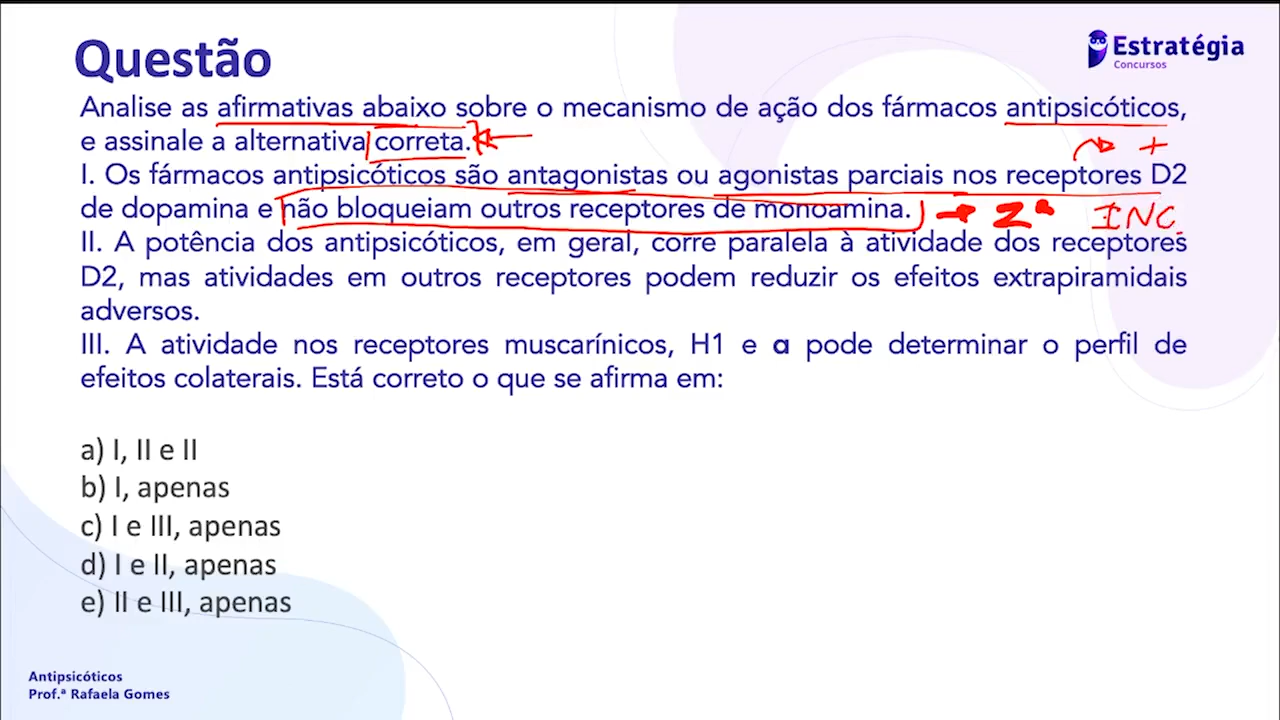 Questão
Estratégia
Concursos
Analise as afirmativas abaixo sobre o mecanismo de ação dos fármacos antipsicóticos,
e assinale a alternativa correta.
+
I. Os fármacos antipsicóticos são antagonistas ou agonistas parciais nos receptores D2
de dopamina e não bloqueiam outros receptores de monoamina. → 2ª INC.
II. A potência dos antipsicóticos, em geral, corre paralela à atividade dos receptores
D2, mas atividades em outros receptores podem reduzir os efeitos extrapiramidais
adversos.
III. A atividade nos receptores muscarínicos, H1 e α pode determinar o perfil de
efeitos colaterais. Está correto o que se afirma em:
a) I, II e II
b) I, apenas
c) I e III, apenas
d) I e II, apenas
e) II e III, apenas
Antipsicóticos
Prof.ª Rafaela Gomes